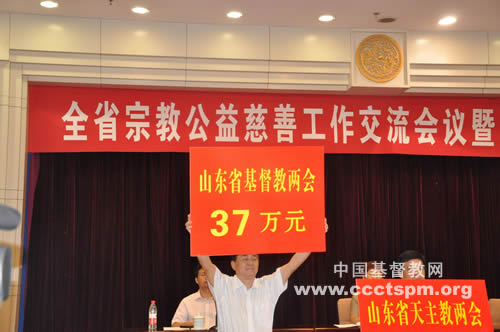 全省宗教公益慈善工作交流会议暨
山东省基督教两会
37万元
中国基督教网
www.ccctspm.org
山东省天主教两会